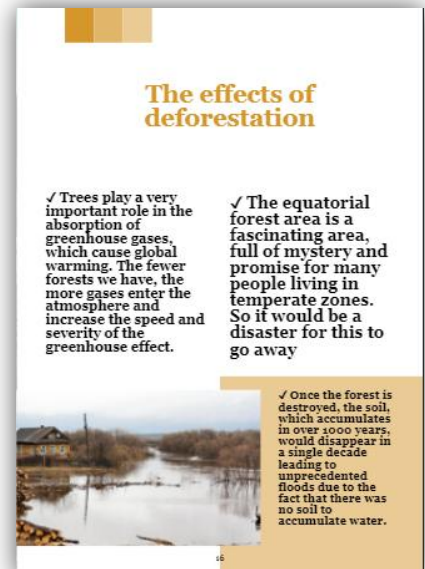 The effects of
deforestation
✓ Trees play a very
important role in the
absorption of
greenhouse gases,
which cause global
warming. The fewer
forests we have, the
more gases enter the
atmosphere and
increase the speed and
severity of the
greenhouse effect.
✓ The equatorial
forest area is a
fascinating area,
full of mystery and
promise for many
people living in
temperate zones.
So it would be a
disaster for this to
go away
✓ Once the forest is
destroyed, the soil,
which accumulates
in over 1000 years,
would disappear in
a single decade
leading to
unprecedented
floods due to the
fact that there was
no soil to
accumulate water.
16